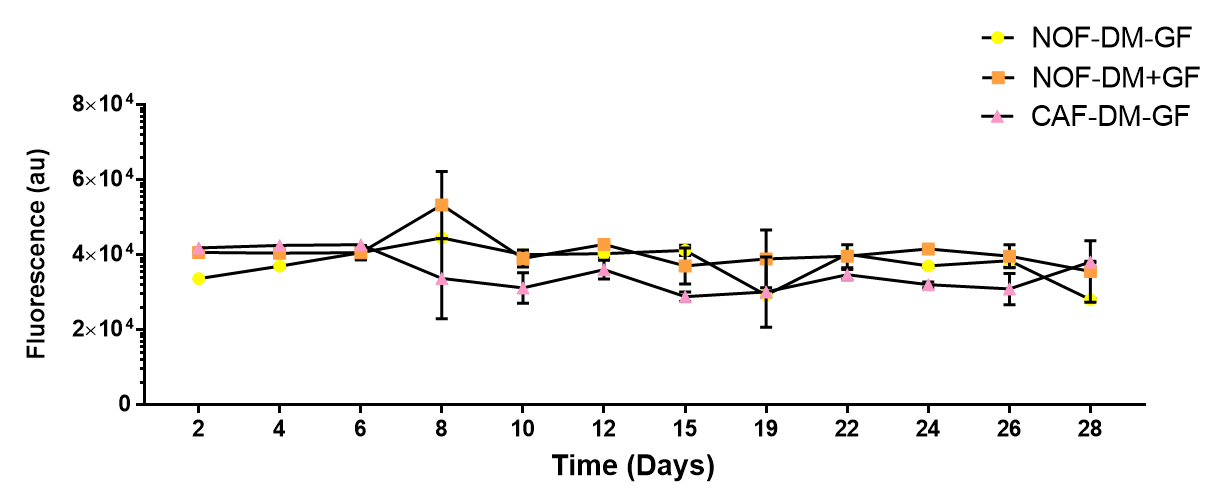 NOF-DM-GF
NOF-DM+GF
CAF-DM-GF
8×10⁴
6×10⁴
4×10⁴
2×10⁴
0
Fluorescence (au)
2 4 6 8 10 12 15 19 22 24 26 28
Time (Days)